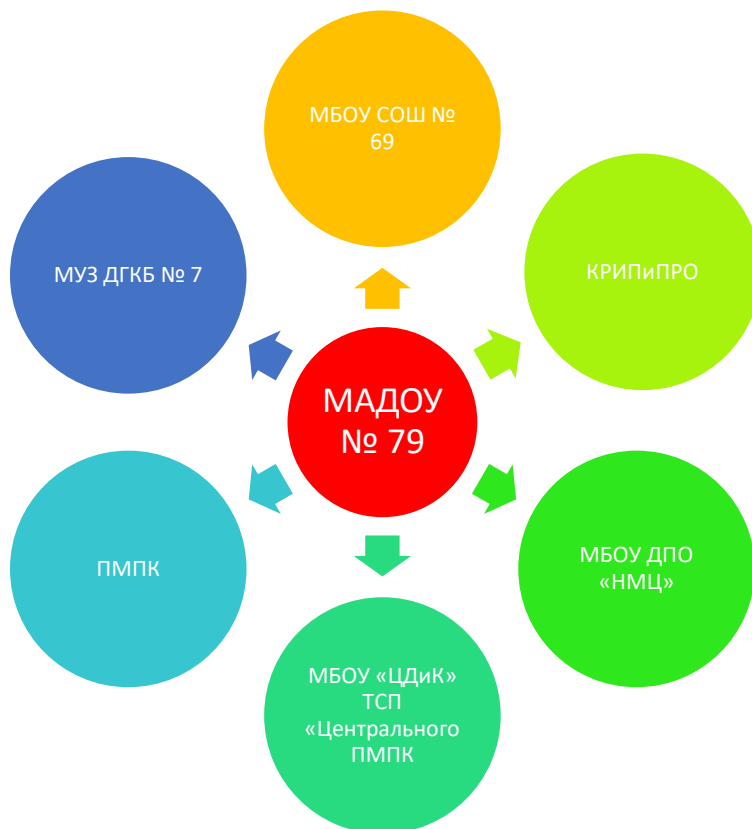 МБОУ СОШ №
69
МУЗ ДГКБ № 7
КРИПиПРО
МАДОУ
№ 79
ПМПК
МБОУ ДПО
«НМЦ»
МБОУ «ЦДиК»
ТСП
«Центрального
ПМПК